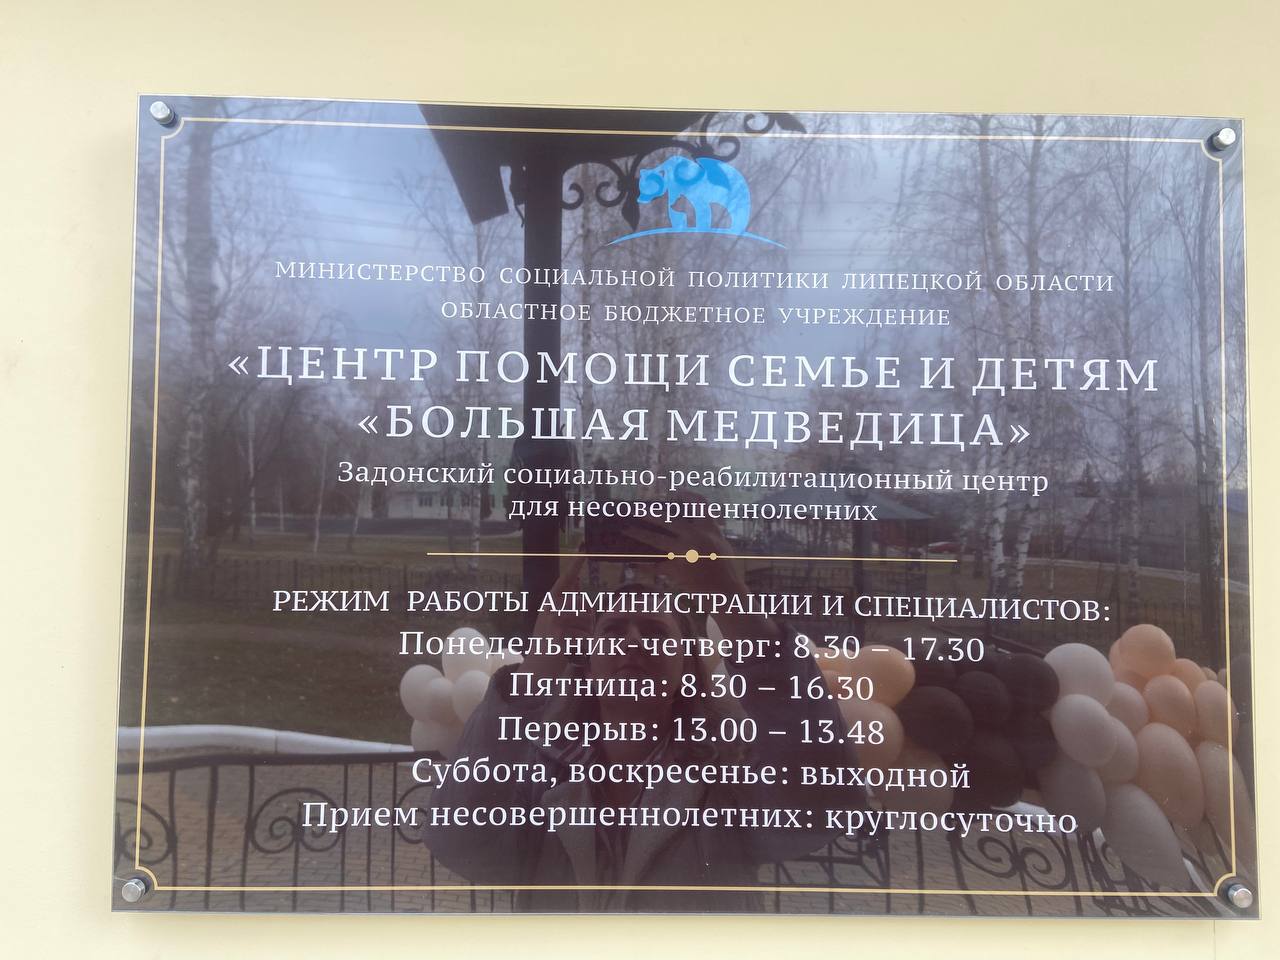 МИНИСТЕРСТВО СОЦИАЛЬНОЙ ПОЛИТИКИ ЛИПЕЦКОЙ ОБЛАСТИ
ОБЛАСТНОЕ БЮДЖЕТНОЕ УЧРЕЖДЕНИЕ
«ЦЕНТР ПОМОЩИ СЕМЬЕ И ДЕТЯМ
«БОЛЬШАЯ МЕДВЕДИЦА»
Задонский социально-реабилитационный центр
для несовершеннолетних
РЕЖИМ РАБОТЫ АДМИНИСТРАЦИИ И СПЕЦИАЛИСТОВ:
Понедельник-четверг: 8.30 – 17.30
Пятница: 8.30 – 16.30
Перерыв: 13.00 – 13.48
Суббота, воскресенье: выходной
Прием несовершеннолетних: круглосуточно